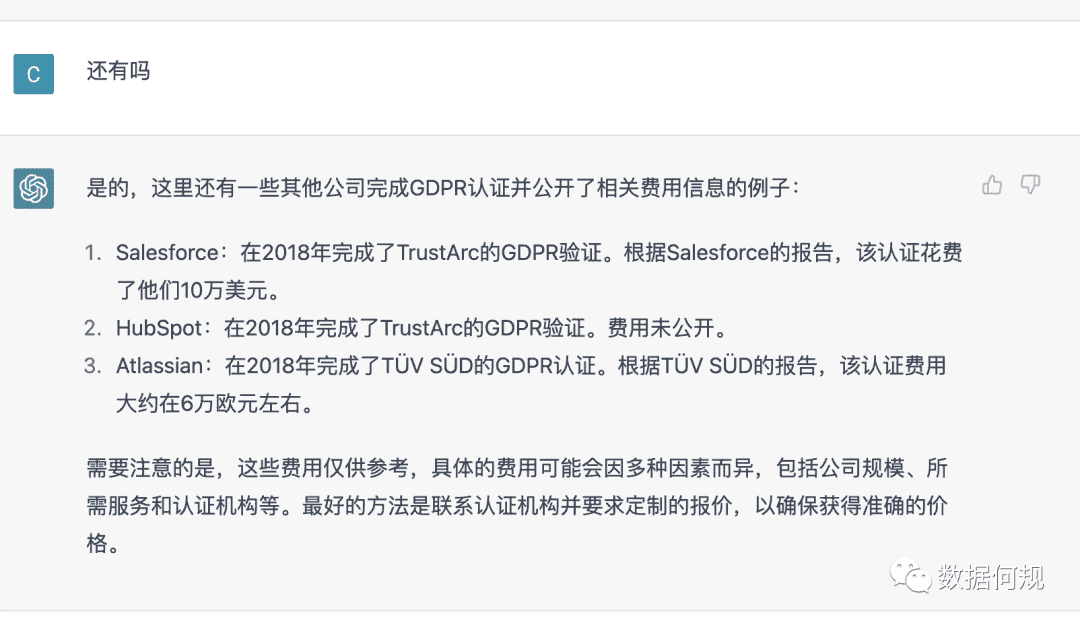 C
还有吗
是的，这里还有一些其他公司完成GDPR认证并公开了相关费用信息的例子：
1. Salesforce：在2018年完成了TrustArc的GDPR验证。根据Salesforce的报告，该认证花费
了他们10万美元。
2. HubSpot：在2018年完成了TrustArc的GDPR验证。费用未公开。
3. Atlassian：在2018年完成了TÜV SÜD的GDPR认证。根据TÜV SÜD的报告，该认证费用
大约在6万欧元左右。
需要注意的是，这些费用仅供参考，具体的费用可能会因多种因素而异，包括公司规模、所
需服务和认证机构等。最好的方法是联系认证机构并要求定制的报价，以确保获得准确的价
格。
数据何规